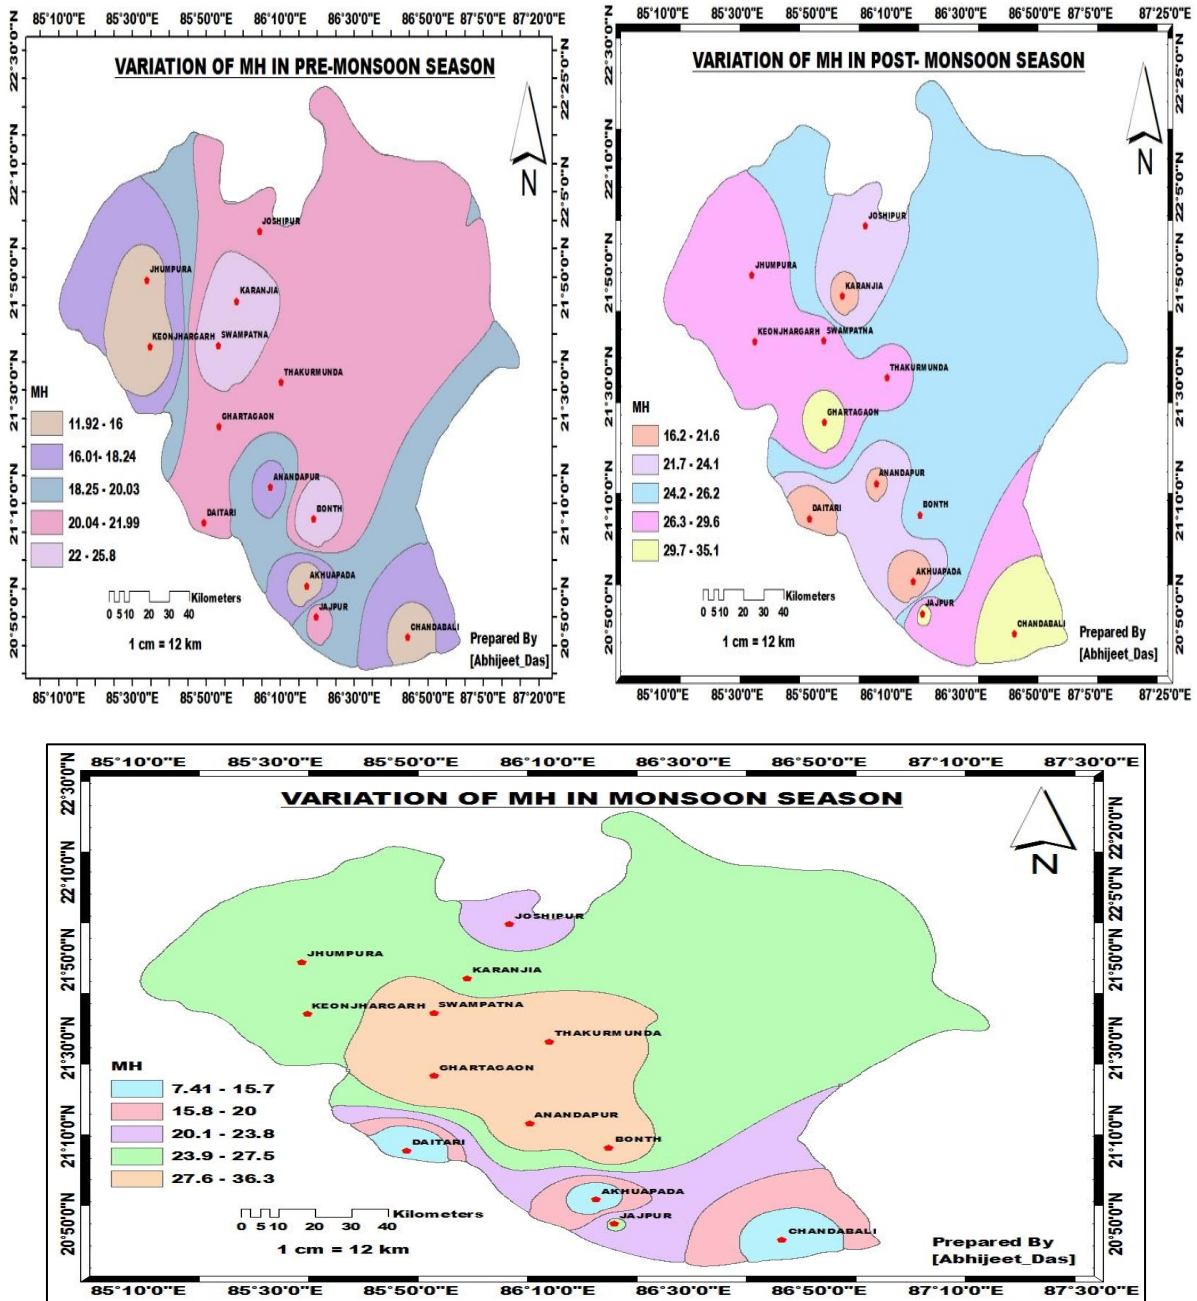 85°10'0"E 85°30'0"E 85°50'0"E 86°10'0"E 86°30'0"E 86°50'0"E 87°20'0"E
VARIATION OF MH IN PRE-MONSOON SEASON
22°30'0"N
22°10'0"N
21°50'0"N
21°30'0"N
21°10'0"N
20°50'0"N
22°25'0"N
22°5'0"N
21°50'0"N
21°30'0"N
21°10'0"N
20°50'0"N
N
JOSHIPUR
JHUMPURA
KARANJIA
KEONJHARGARH
SWAMPATNA
THAKURMUNDA
GHARTAGAON
ANANDAPUR
DAITARI
BONTH
AKHUAPADA
JAJPUR
CHANDABALI
MH
11.92 - 16
16.01 - 18.24
18.25 - 20.03
20.04 - 21.99
22 - 25.8
Kilometers
0 5 10 20 30 40
1 cm = 12 km
Prepared By
[Abhijeet_Das]
85°10'0"E 85°30'0"E 85°50'0"E 86°10'0"E 86°30'0"E 86°50'0"E 87°20'0"E
85°10'0"E 85°30'0"E 85°50'0"E 86°10'0"E 86°30'0"E 86°50'0"E 87°5'0"E 87°25'0"E
VARIATION OF MH IN POST- MONSOON SEASON
22°30'0"N
22°10'0"N
21°50'0"N
21°30'0"N
21°10'0"N
20°50'0"N
22°25'0"N
22°5'0"N
21°50'0"N
21°30'0"N
21°10'0"N
20°50'0"N
N
JOSHIPUR
JHUMPURA
KARANJIA
KEONJHARGARH
SWAMPATNA
THAKURMUNDA
GHARTAGAON
ANANDAPUR
DAITARI
BONTH
AKHUAPADA
JAJPUR
CHANDABALI
MH
16.2 - 21.6
21.7 - 24.1
24.2 - 26.2
26.3 - 29.6
29.7 - 35.1
Kilometers
0 5 10 20 30 40
1 cm = 12 km
Prepared By
[Abhijeet_Das]
85°10'0"E 85°30'0"E 85°50'0"E 86°10'0"E 86°30'0"E 86°50'0"E 87°5'0"E 87°25'0"E
85°10'0"E 85°30'0"E 85°50'0"E 86°10'0"E 86°30'0"E 86°50'0"E 87°10'0"E 87°30'0"E
VARIATION OF MH IN MONSOON SEASON
22°30'0"N
22°10'0"N
21°50'0"N
21°30'0"N
21°10'0"N
20°50'0"N
22°20'0"N
22°5'0"N
21°50'0"N
21°30'0"N
21°10'0"N
20°50'0"N
N
JOSHIPUR
JHUMPURA
KARANJIA
KEONJHARGARH
SWAMPATNA
THAKURMUNDA
GHARTAGAON
ANANDAPUR
DAITARI
BONTH
AKHUAPADA
JAJPUR
CHANDABALI
MH
7.41 - 15.7
15.8 - 20
20.1 - 23.8
23.9 - 27.5
27.6 - 36.3
Kilometers
0 5 10 20 30 40
1 cm = 12 km
Prepared By
[Abhijeet_Das]
85°10'0"E 85°30'0"E 85°50'0"E 86°10'0"E 86°30'0"E 86°50'0"E 87°10'0"E 87°30'0"E